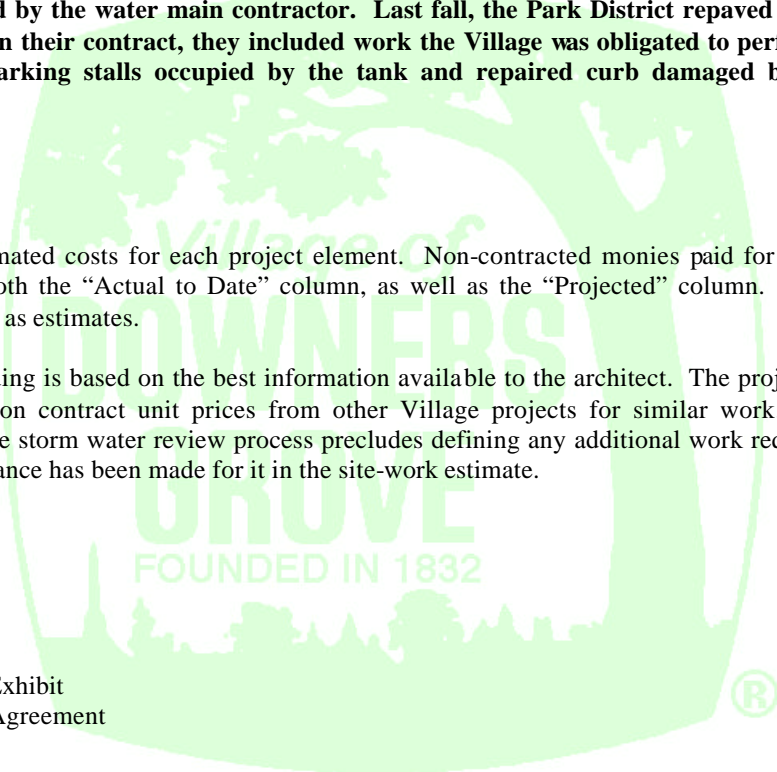 d by the water main contractor. Last fall, the Park District repaved
n their contract, they included work the Village was obligated to perf
arking stalls occupied by the tank and repaired curb damaged b
Village of
mated costs for each project element. Non-contracted monies paid for
oth the “Actual to Date” column, as well as the “Projected” column.
as estimates.
DOWNERS
ing is based on the best information available to the architect. The proj
on contract unit prices from other Village projects for similar work
e storm water review process precludes defining any additional work rec
ance has been made for it in the site-work estimate.
GROVE
FOUNDED IN 1832
Exhibit
Agreement
®